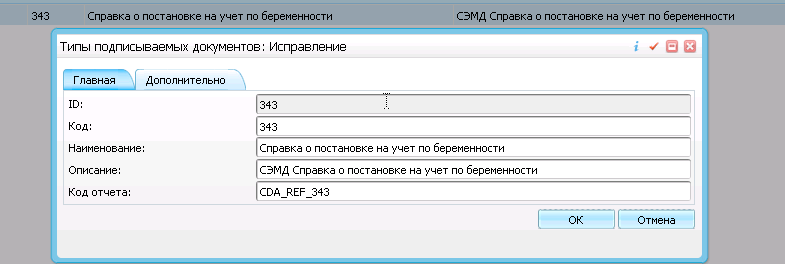 343 Справка о постановке на учет по беременности СЭМД Справка о постановке на учет по беременности
Типы подписываемых документов: Исправление
Главная Дополнительно
ID: 343
Код: 343
Наименование: Справка о постановке на учет по беременности
Описание: СЭМД Справка о постановке на учет по беременности
Код отчета: CDA_REF_343
OK Отмена